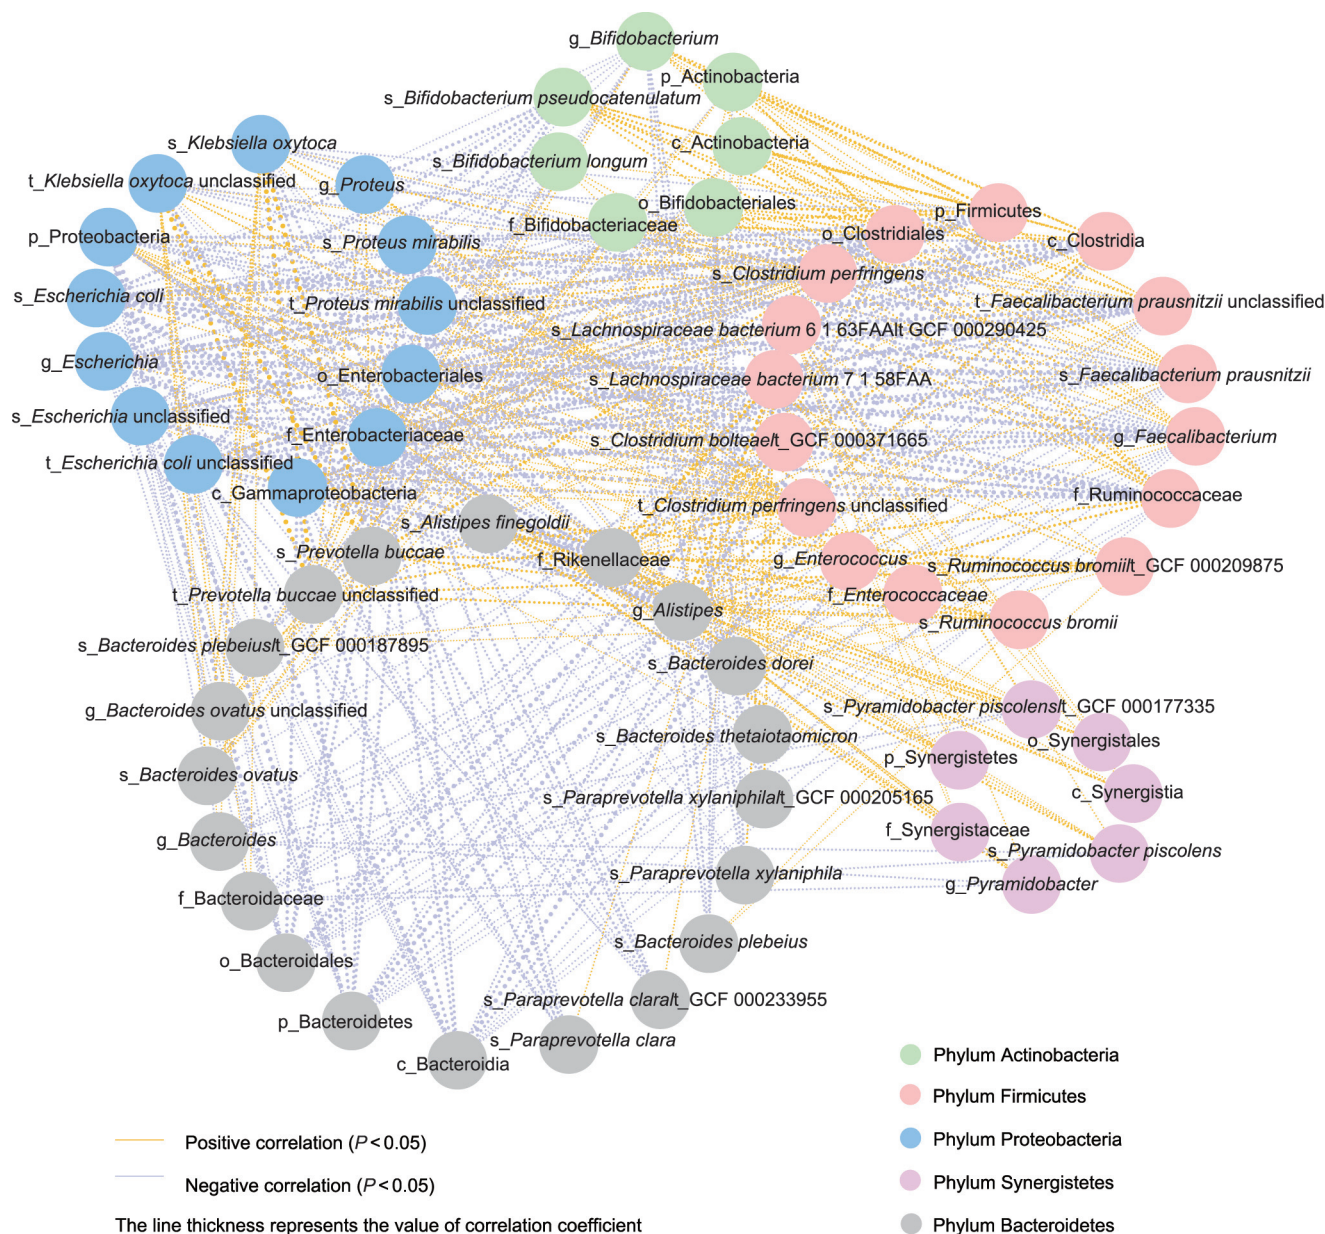 g_Bifidobacterium
p_Actinobacteria
s_Bifidobacterium pseudocatenulatum
s_Klebsiella oxytoca
c_Actinobacteria
s_Bifidobacterium longum
t_Klebsiella oxytoca unclassified
g_Proteus
o_Bifidobacteriales
p_Firmicutes
f_Bifidobacteriaceae
o_Clostridiales
p_Proteobacteria
s_Proteus mirabilis
c_Clostridia
s_Clostridium perfringens
s_Escherichia coli
t_Proteus mirabilis unclassified
t_Faecalibacterium prausnitzii unclassified
s_Lachnospiraceae bacterium 6 1 63FAAlt GCF 000290425
g_Escherichia
o_Enterobacteriales
s_Lachnospiraceae bacterium 7 1 58FAA
s_Faecalibacterium prausnitzii
s_Escherichia unclassified
f_Enterobacteriaceae
s_Clostridium bolteaelt_GCF 000371665
g_Faecalibacterium
t_Escherichia coli unclassified
c_Gammaproteobacteria
f_Ruminococcaceae
t_Clostridium perfringens unclassified
s_Alistipes finegoldii
s_Prevotella buccae
f_Rikenellaceae
g_Enterococcus
s_Ruminococcus bromiilt_GCF 000209875
t_Prevotella buccae unclassified
f_Enterococcaceae
g_Alistipes
s_Ruminococcus bromii
s_Bacteroides plebeiuslt_GCF 000187895
s_Bacteroides dorei
g_Bacteroides ovatus unclassified
s_Pyramidobacter piscolenslt_GCF 000177335
s_Bacteroides thetaiotaomicron
o_Synergistales
p_Synergistetes
s_Bacteroides ovatus
s_Paraprevotella xylaniphilalt_GCF 000205165
c_Synergistia
g_Bacteroides
f_Synergistaceae
s_Pyramidobacter piscolens
s_Paraprevotella xylaniphila
g_Pyramidobacter
f_Bacteroidaceae
s_Bacteroides plebeius
o_Bacteroidales
s_Paraprevotella claralt_GCF 000233955
p_Bacteroidetes
s_Paraprevotella clara
c_Bacteroidia
Phylum Actinobacteria
Phylum Firmicutes
Phylum Proteobacteria
Phylum Synergistetes
Phylum Bacteroidetes
Positive correlation (P<0.05)
Negative correlation (P<0.05)
The line thickness represents the value of correlation coefficient